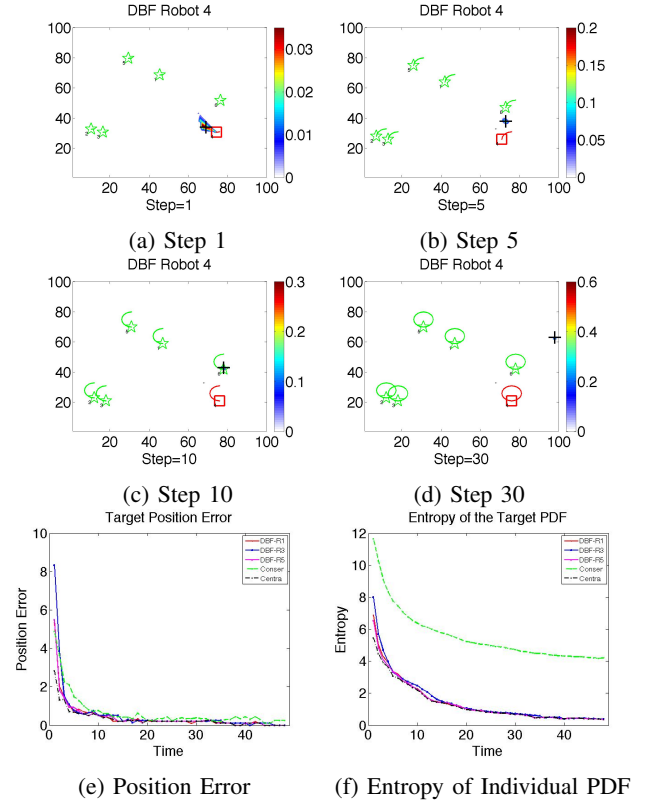 DBF Robot 4
100
80
60
40
20
20 40 60 80 100
0.03
0.02
0.01
0
Step=1
(a) Step 1
DBF Robot 4
100
80
60
40
20
20 40 60 80 100
0.2
0.15
0.1
0.05
0
Step=5
(b) Step 5
DBF Robot 4
100
80
60
40
20
20 40 60 80 100
0.3
0.2
0.1
0
Step=10
(c) Step 10
DBF Robot 4
100
80
60
40
20
20 40 60 80 100
0.6
0.4
0.2
0
Step=30
(d) Step 30
Target Position Error
Position Error
10
8
6
4
2
0
0 10 20 30 40
Time
DBF-R1
DBF-R3
DBF-R5
Conser
Centra
(e) Position Error
Entropy of the Target PDF
Entropy
12
10
8
6
4
2
0
0 10 20 30 40
Time
DBF-R1
DBF-R3
DBF-R5
Conser
Centra
(f) Entropy of Individual PDF